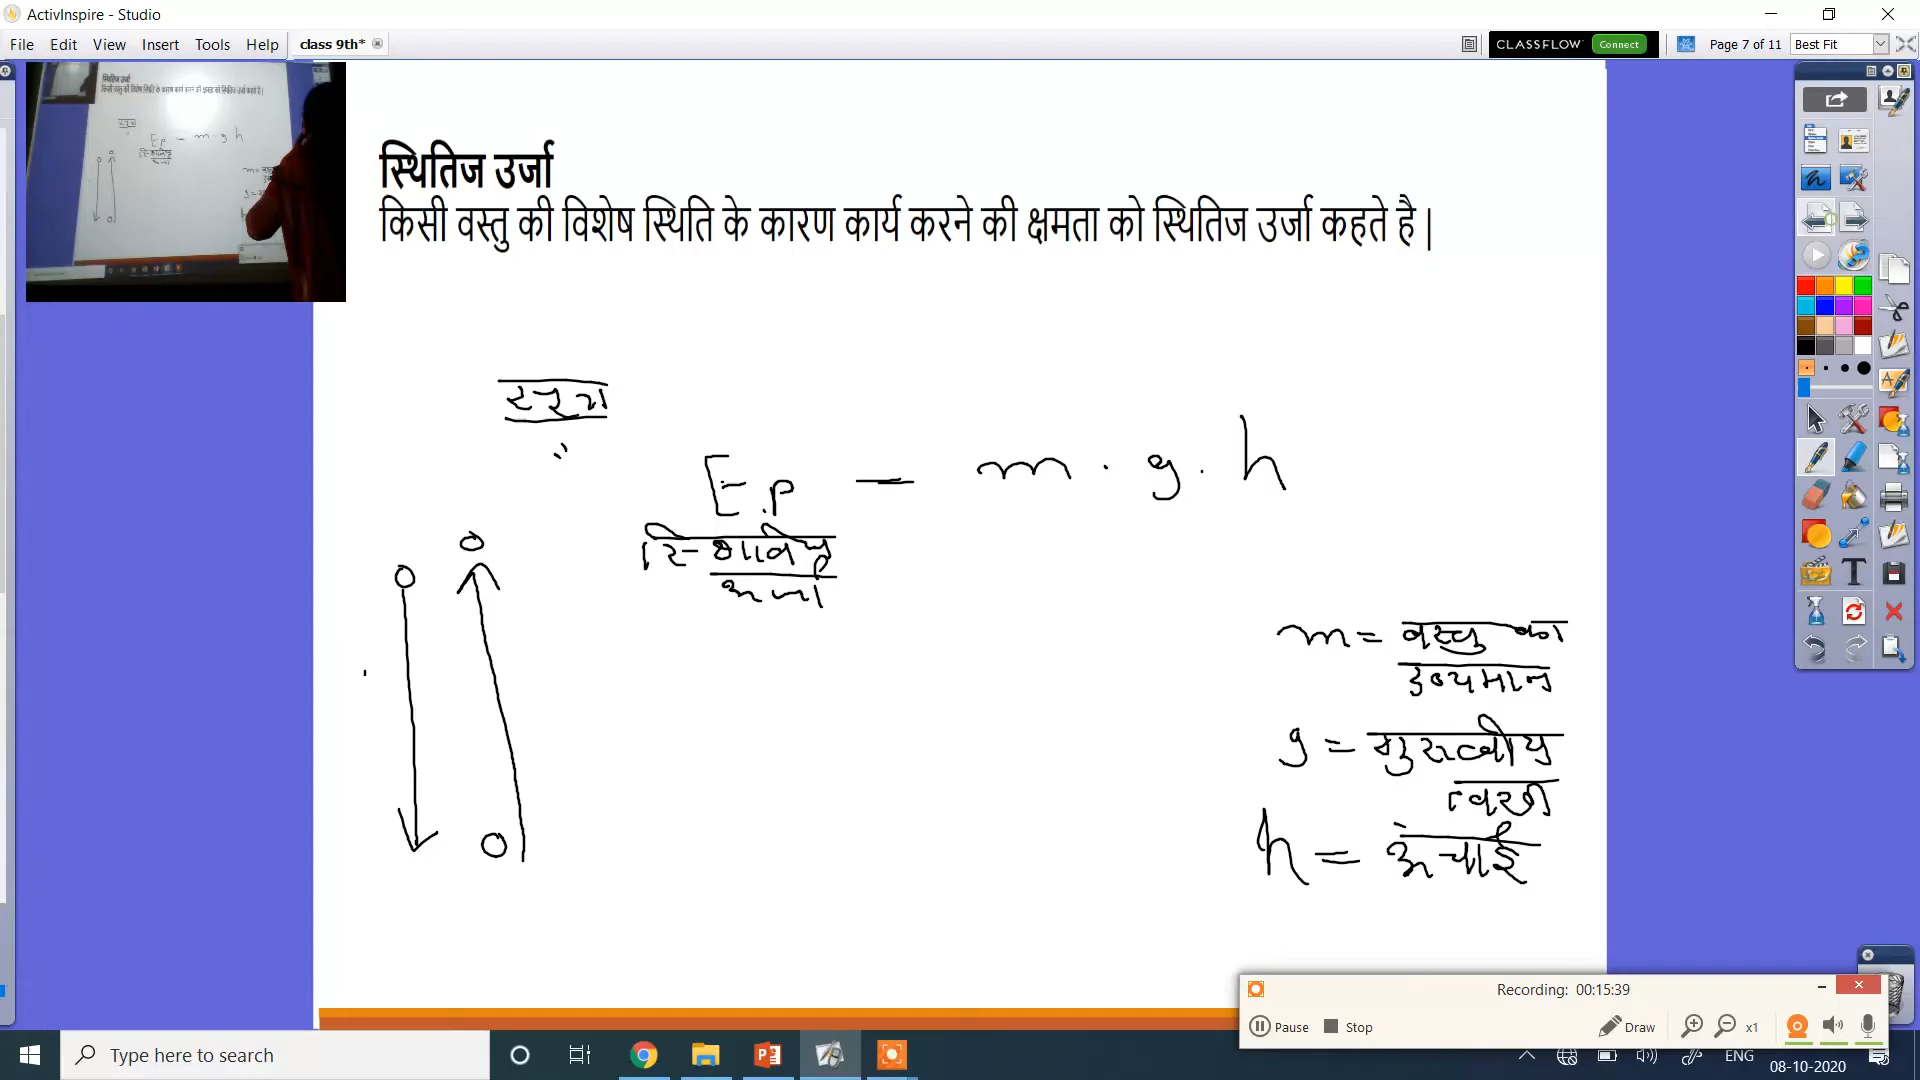 ActivInspire - Studio
File Edit View Insert Tools Help class 9th*
CLASSFLOW Connect Page 7 of 11 Best Fit
स्थितिज उर्जा
किसी वस्तु की विशेष स्थिति के कारण कार्य करने की क्षमता को स्थितिज उर्जा कहते है |
E.p — m . g . h
m = वस्तु का
द्रव्यमान
g = गुरुत्वीय
त्वरण
h = ऊंचाई
Recording: 00:15:39
Pause Stop Draw x1
Type here to search
ENG
08-10-2020